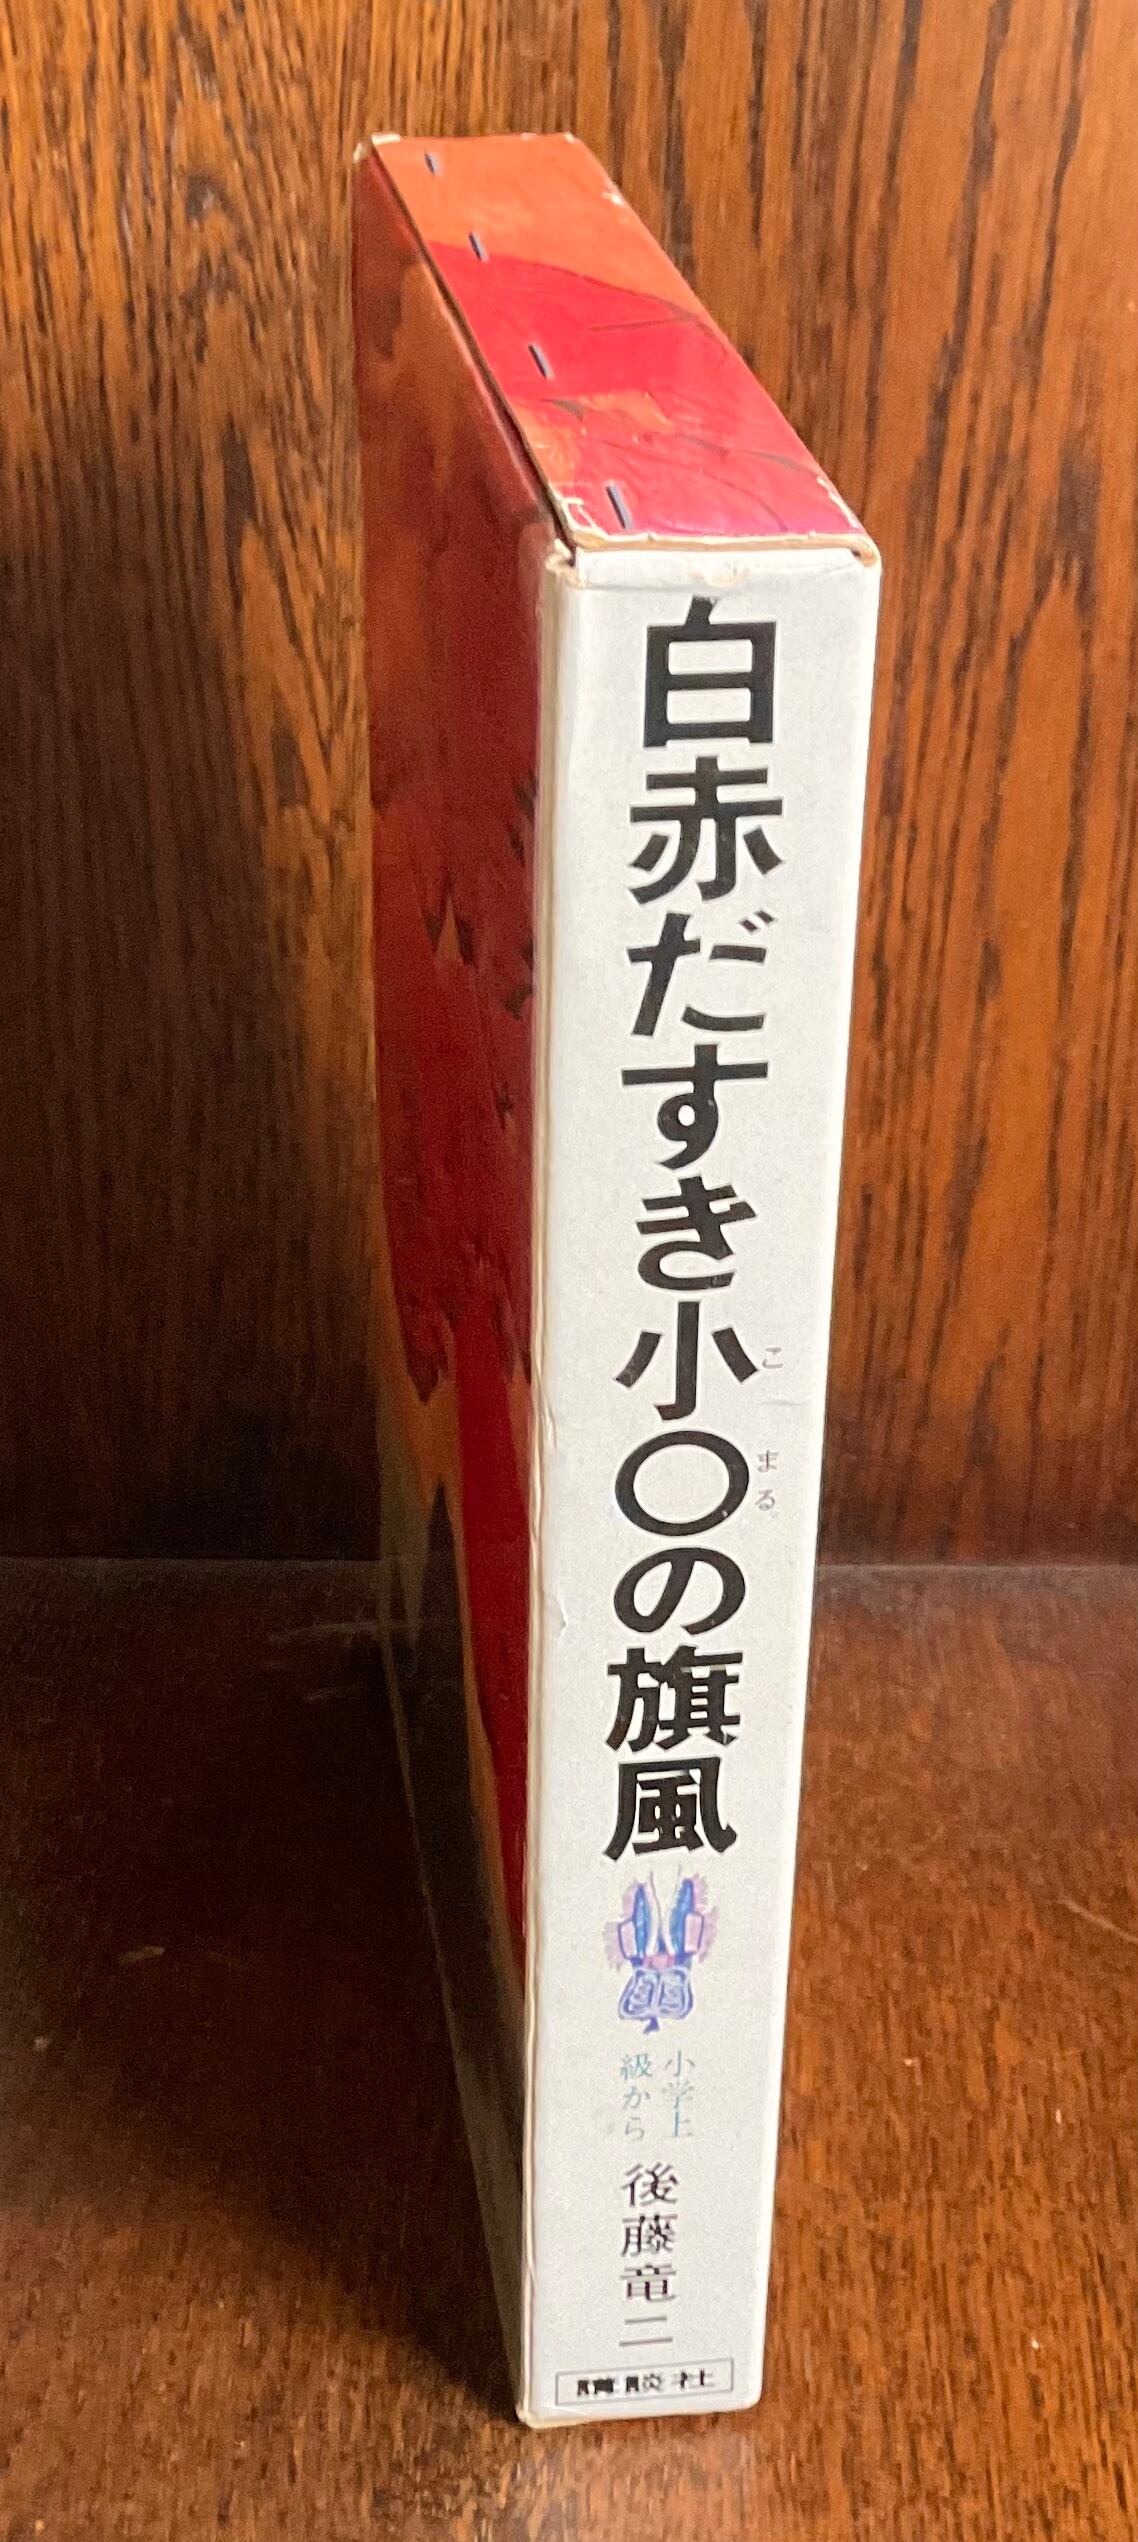 白赤だすき小〇の旗風
こまる
小学上
級から
後藤竜二
講談社